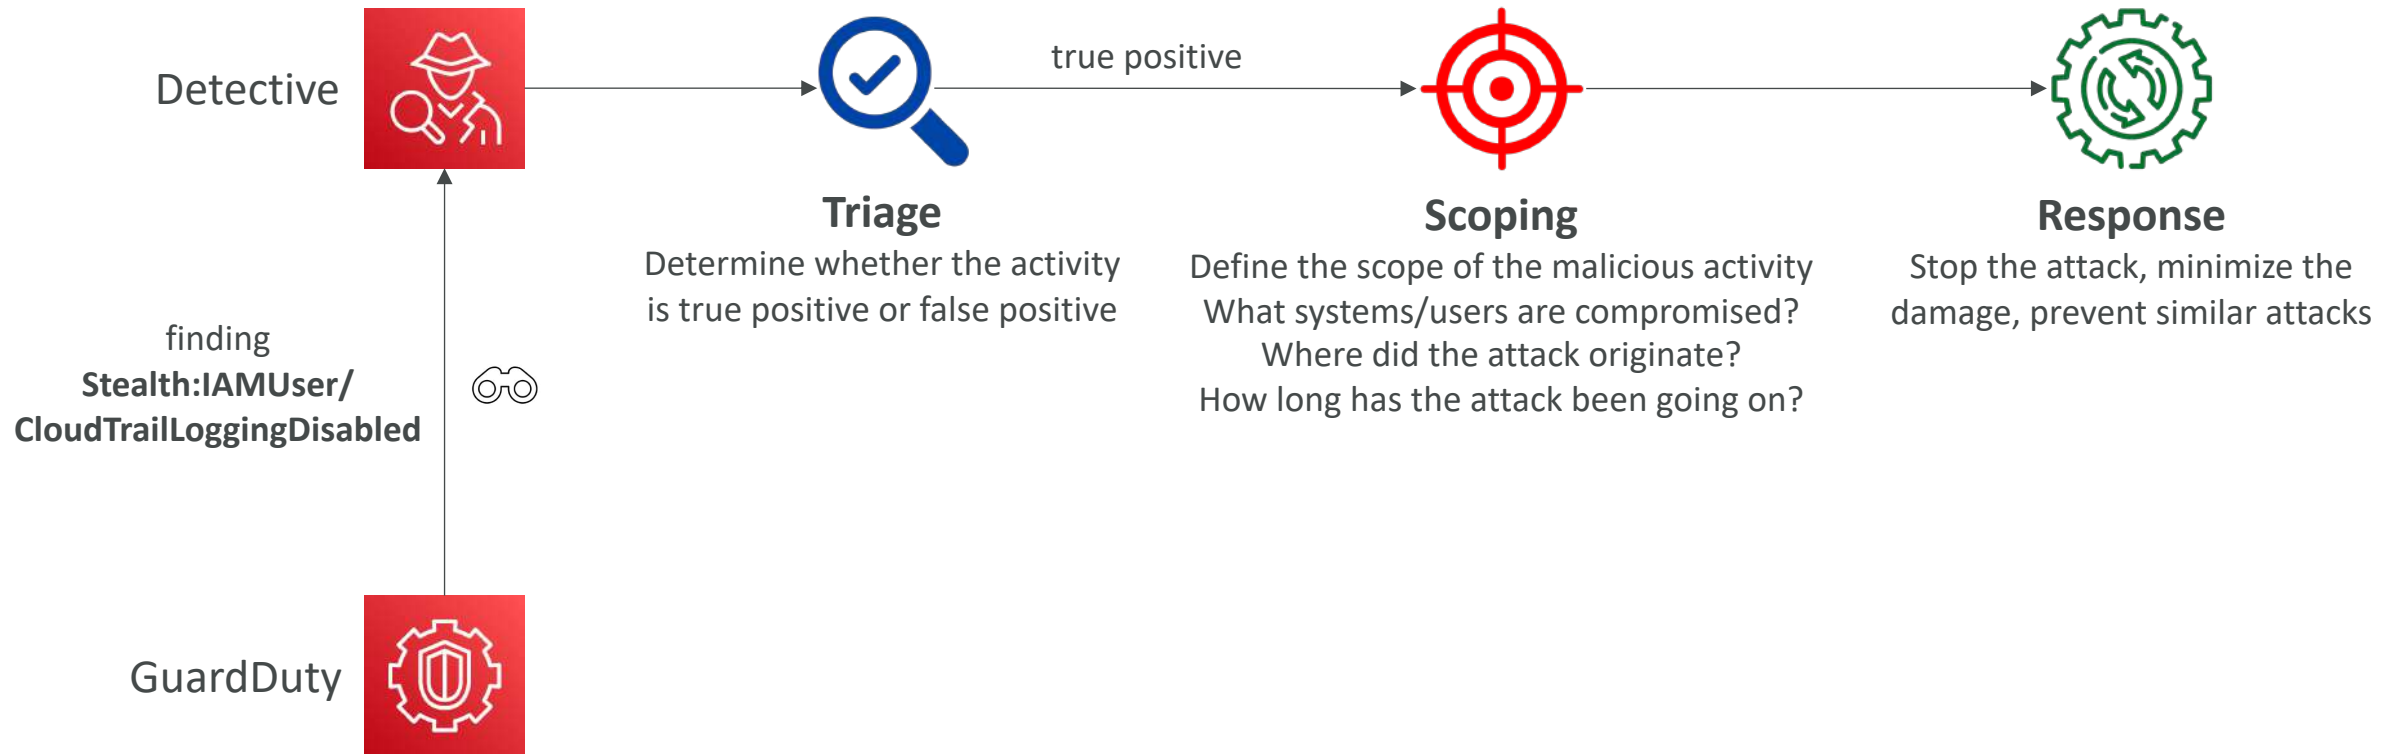 Detective
true positive
Triage
Determine whether the activity
is true positive or false positive
Scoping
Define the scope of the malicious activity
What systems/users are compromised?
Where did the attack originate?
How long has the attack been going on?
Response
Stop the attack, minimize the
damage, prevent similar attacks
finding
Stealth:IAMUser/
CloudTrailLoggingDisabled
GuardDuty